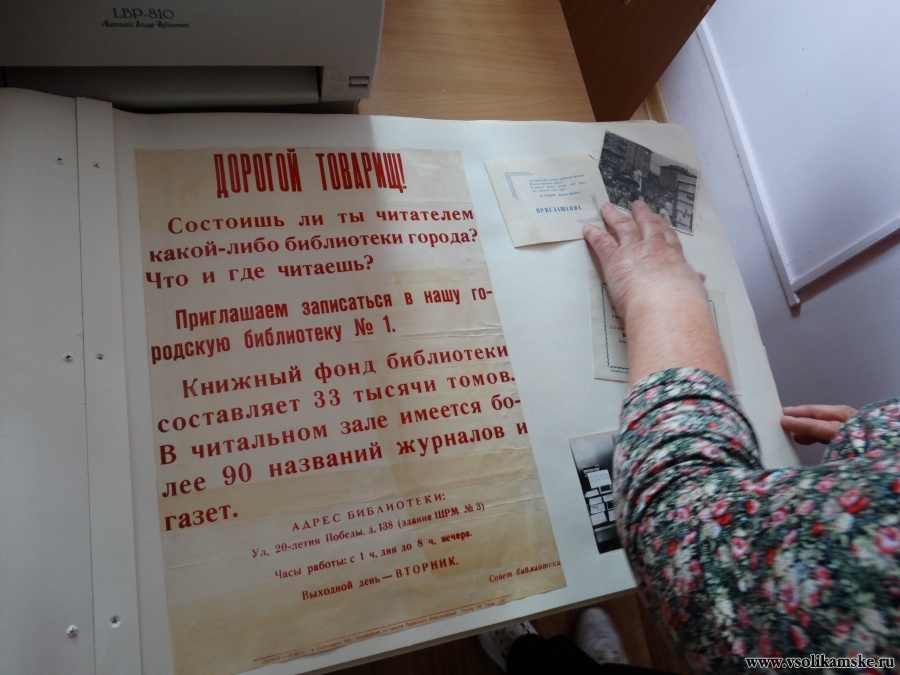 LBP-810
Automatic Image Refinement
ДОРОГОЙ ТОВАРИЩ!
Состоишь ли ты читателем
какой-либо библиотеки города?
Что и где читаешь?
Приглашаем записаться в нашу го-
родскую библиотеку № 1.
Книжный фонд библиотеки
составляет 33 тысячи томов.
В читальном зале имеется бо-
лее 90 названий журналов и
газет.
АДРЕС БИБЛИОТЕКИ:
Ул. 20-летия Победы, д. 138 (здание ШРМ № 3)
Часы работы: с 1 ч. дня до 8 ч. вечера.
Выходной день — ВТОРНИК.
Совет библиотеки
ПРИГЛАШЕНИЕ
www.vsolikamske.ru